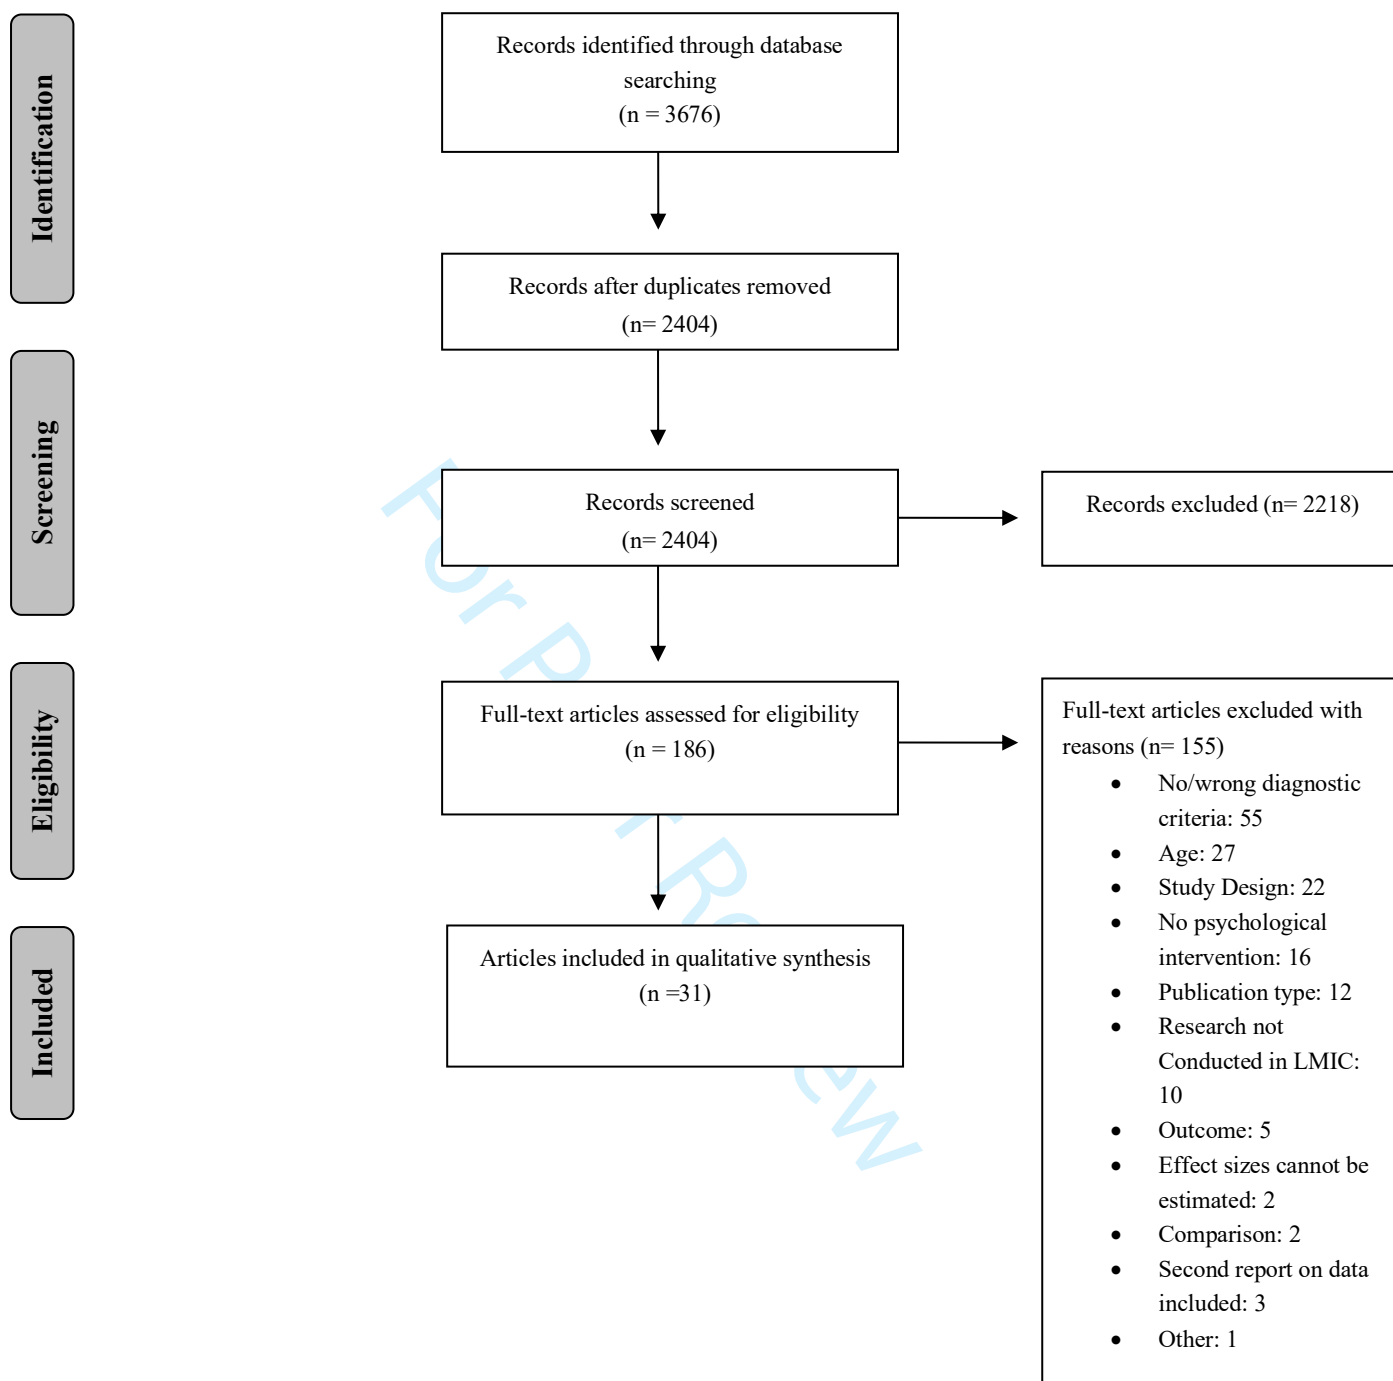 Identification
Records identified through database
searching
(n = 3676)
Records after duplicates removed
(n= 2404)
Screening
Records screened
(n= 2404)
Records excluded (n= 2218)
Eligibility
Full-text articles assessed for eligibility
(n = 186)
Full-text articles excluded with
reasons (n= 155)
• No/wrong diagnostic
criteria: 55
• Age: 27
• Study Design: 22
• No psychological
intervention: 16
• Publication type: 12
• Research not
Conducted in LMIC:
10
• Outcome: 5
• Effect sizes cannot be
estimated: 2
• Comparison: 2
• Second report on data
included: 3
• Other: 1
Included
Articles included in qualitative synthesis
(n =31)
For P r Re ew